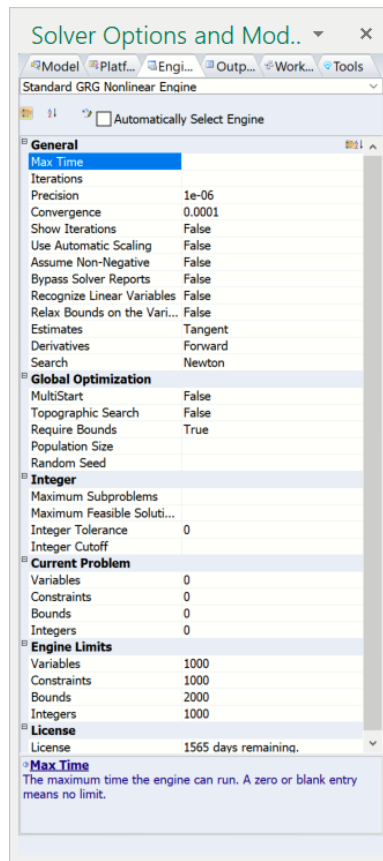 Solver Options and Mod..
Model Platf... Engi... Outp... Work... Tools
Standard GRG Nonlinear Engine
Automatically Select Engine
General
Max Time
Iterations
Precision 1e-06
Convergence 0.0001
Show Iterations False
Use Automatic Scaling False
Assume Non-Negative False
Bypass Solver Reports False
Recognize Linear Variables False
Relax Bounds on the Vari... False
Estimates Tangent
Derivatives Forward
Search Newton
Global Optimization
MultiStart False
Topographic Search False
Require Bounds True
Population Size
Random Seed
Integer
Maximum Subproblems
Maximum Feasible Soluti...
Integer Tolerance 0
Integer Cutoff
Current Problem
Variables 0
Constraints 0
Bounds 0
Integers 0
Engine Limits
Variables 1000
Constraints 1000
Bounds 2000
Integers 1000
License
License 1565 days remaining.
Max Time
The maximum time the engine can run. A zero or blank entry
means no limit.